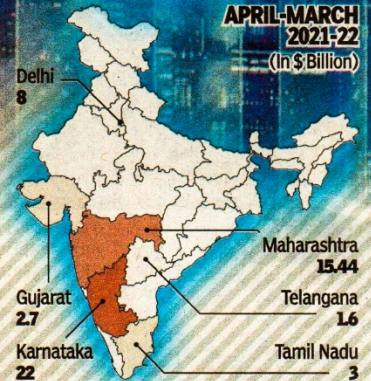 APRIL-MARCH
2021-22
(In $ Billion)
Delhi
8
Maharashtra
15.44
Gujarat
2.7
Telangana
1.6
Karnataka
22
Tamil Nadu
3